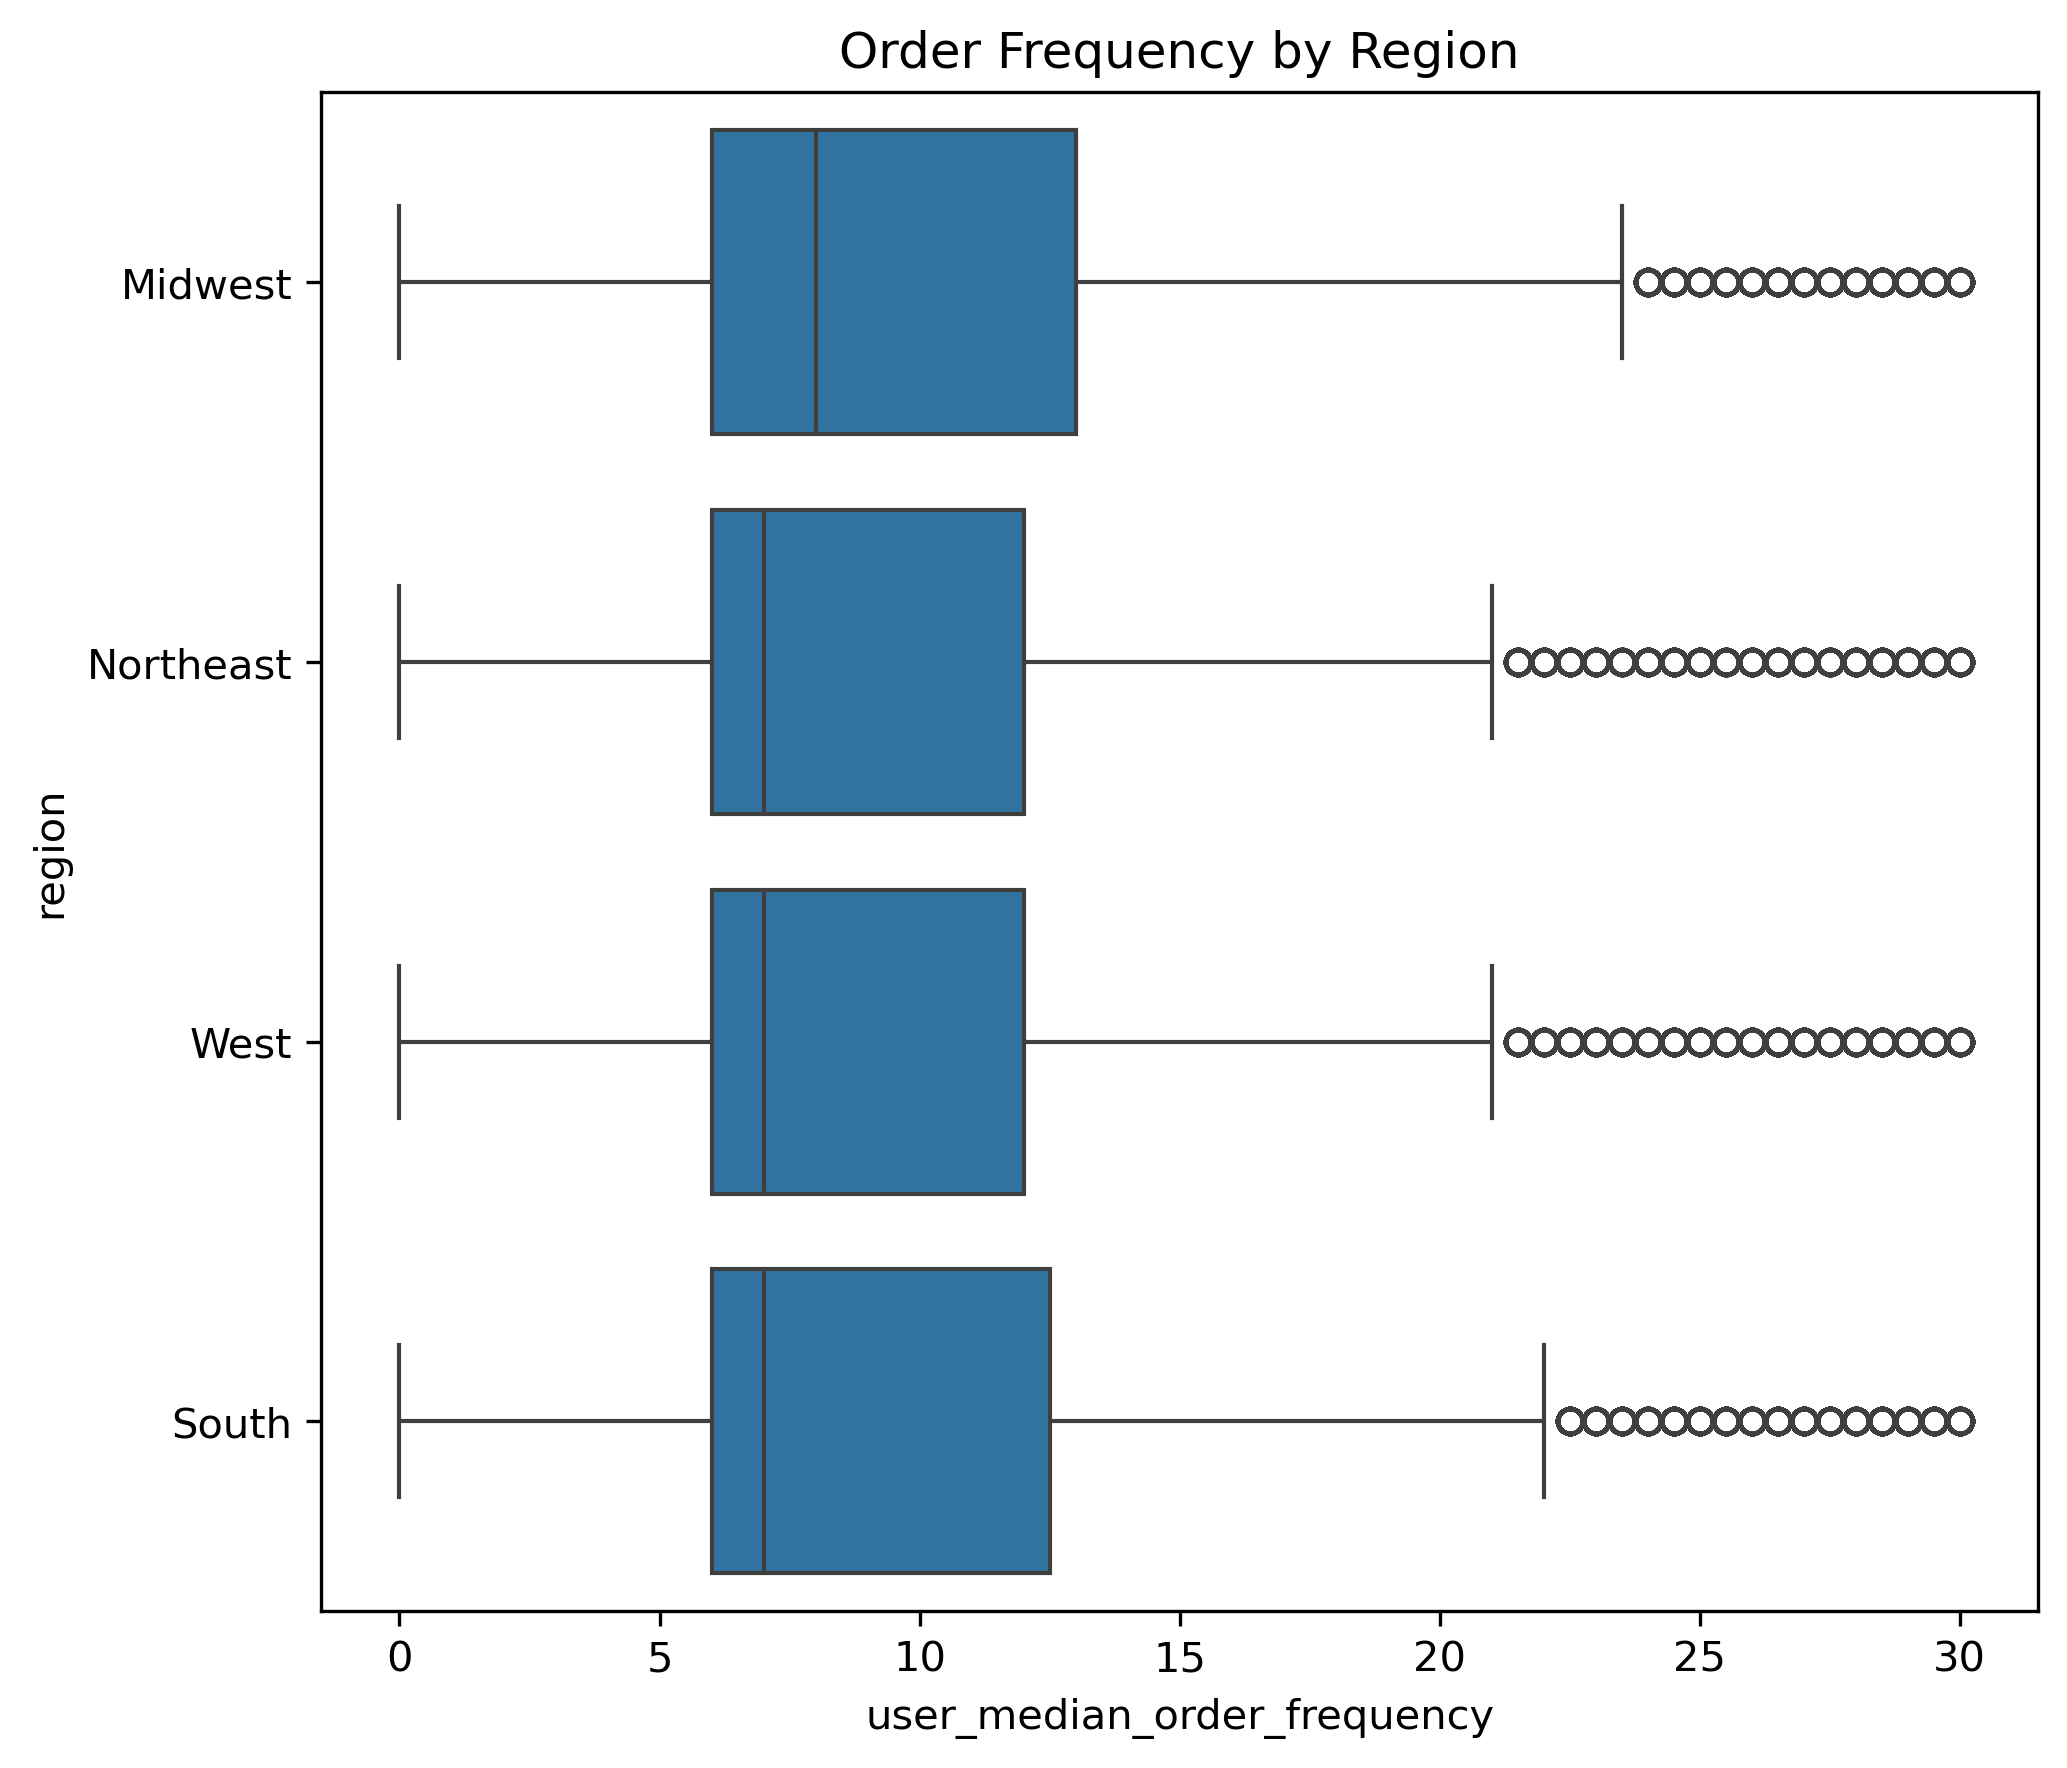 Order Frequency by Region
region
Midwest
Northeast
West
South
0 5 10 15 20 25 30
user_median_order_frequency